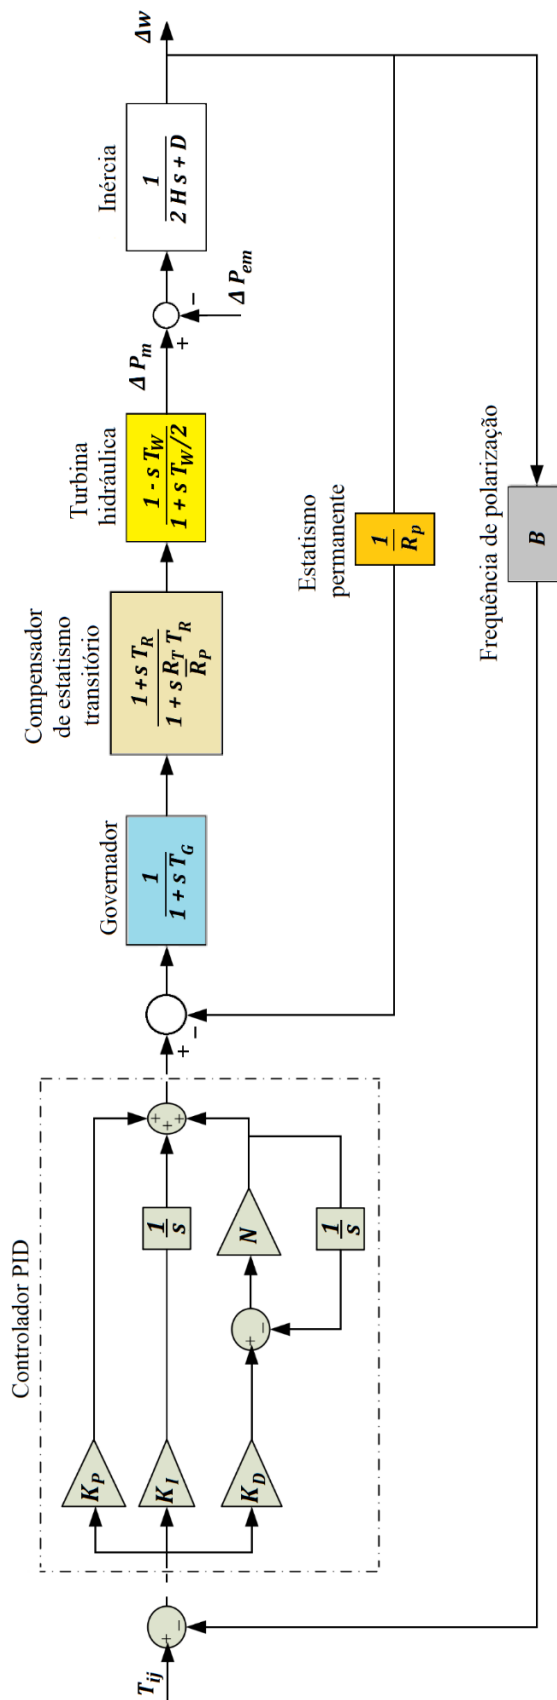 Controlador PID
T_ij
+
−
K_P
K_I
K_D
1
s
+
−
N
1
s
+
+
+
+
−
Governador
1
1 + s T_G
Compensador
de estatismo
transitório
1 + s T_R
1 + s R_T T_R
R_P
Turbina
hidráulica
1 - s T_W
1 + s T_W/2
Δ P_m
+
−
Δ P_em
Inércia
1
2 H s + D
Δw
Estatismo
permanente
1
R_P
Frequência de polarização
B